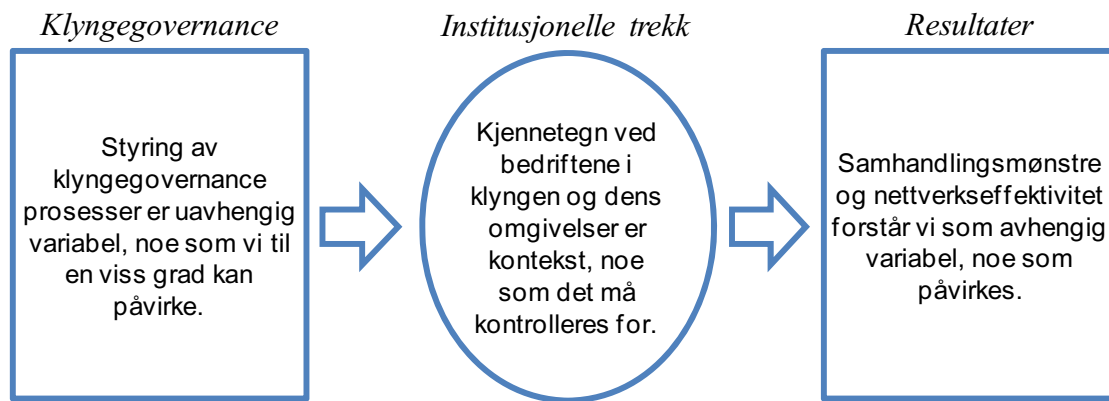 Klyngegovernance
Institusjonelle trekk
Resultater
Styring av
klyngegovernance
prosesser er uavhengig
variabel, noe som vi til
en viss grad kan
påvirke.
Kjennetegn ved
bedriftene i
klyngen og dens
omgivelser er
kontekst, noe
som det må
kontrolleres for.
Samhandlingsmønstre
og nettverkseffektivitet
forstår vi som avhengig
variabel, noe som
påvirkes.